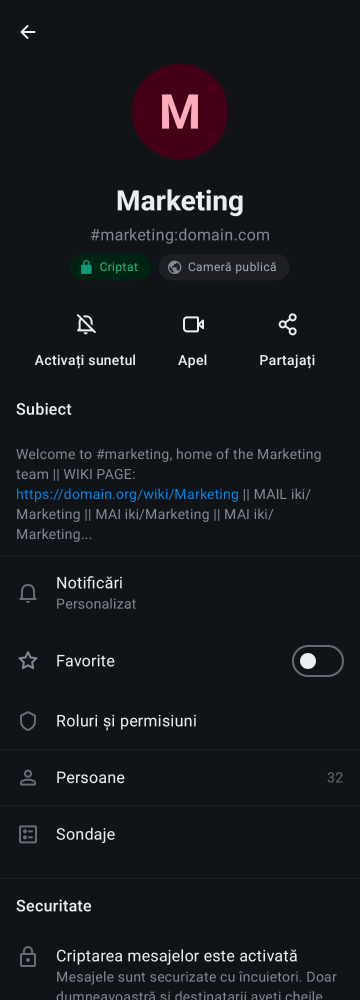 M
Marketing
#marketing:domain.com
Criptat
Cameră publică
Activați sunetul
Apel
Partajați
Subiect
Welcome to #marketing, home of the Marketing
team || WIKI PAGE:
https://domain.org/wiki/Marketing || MAIL iki/
Marketing || MAI iki/Marketing || MAI iki/
Marketing...
Notificări
Personalizat
Favorite
Roluri și permisiuni
Persoane
32
Sondaje
Securitate
Criptarea mesajelor este activată
Mesajele sunt securizate cu încuietori. Doar
dumpeavoastră și destinatarii aveți cheile